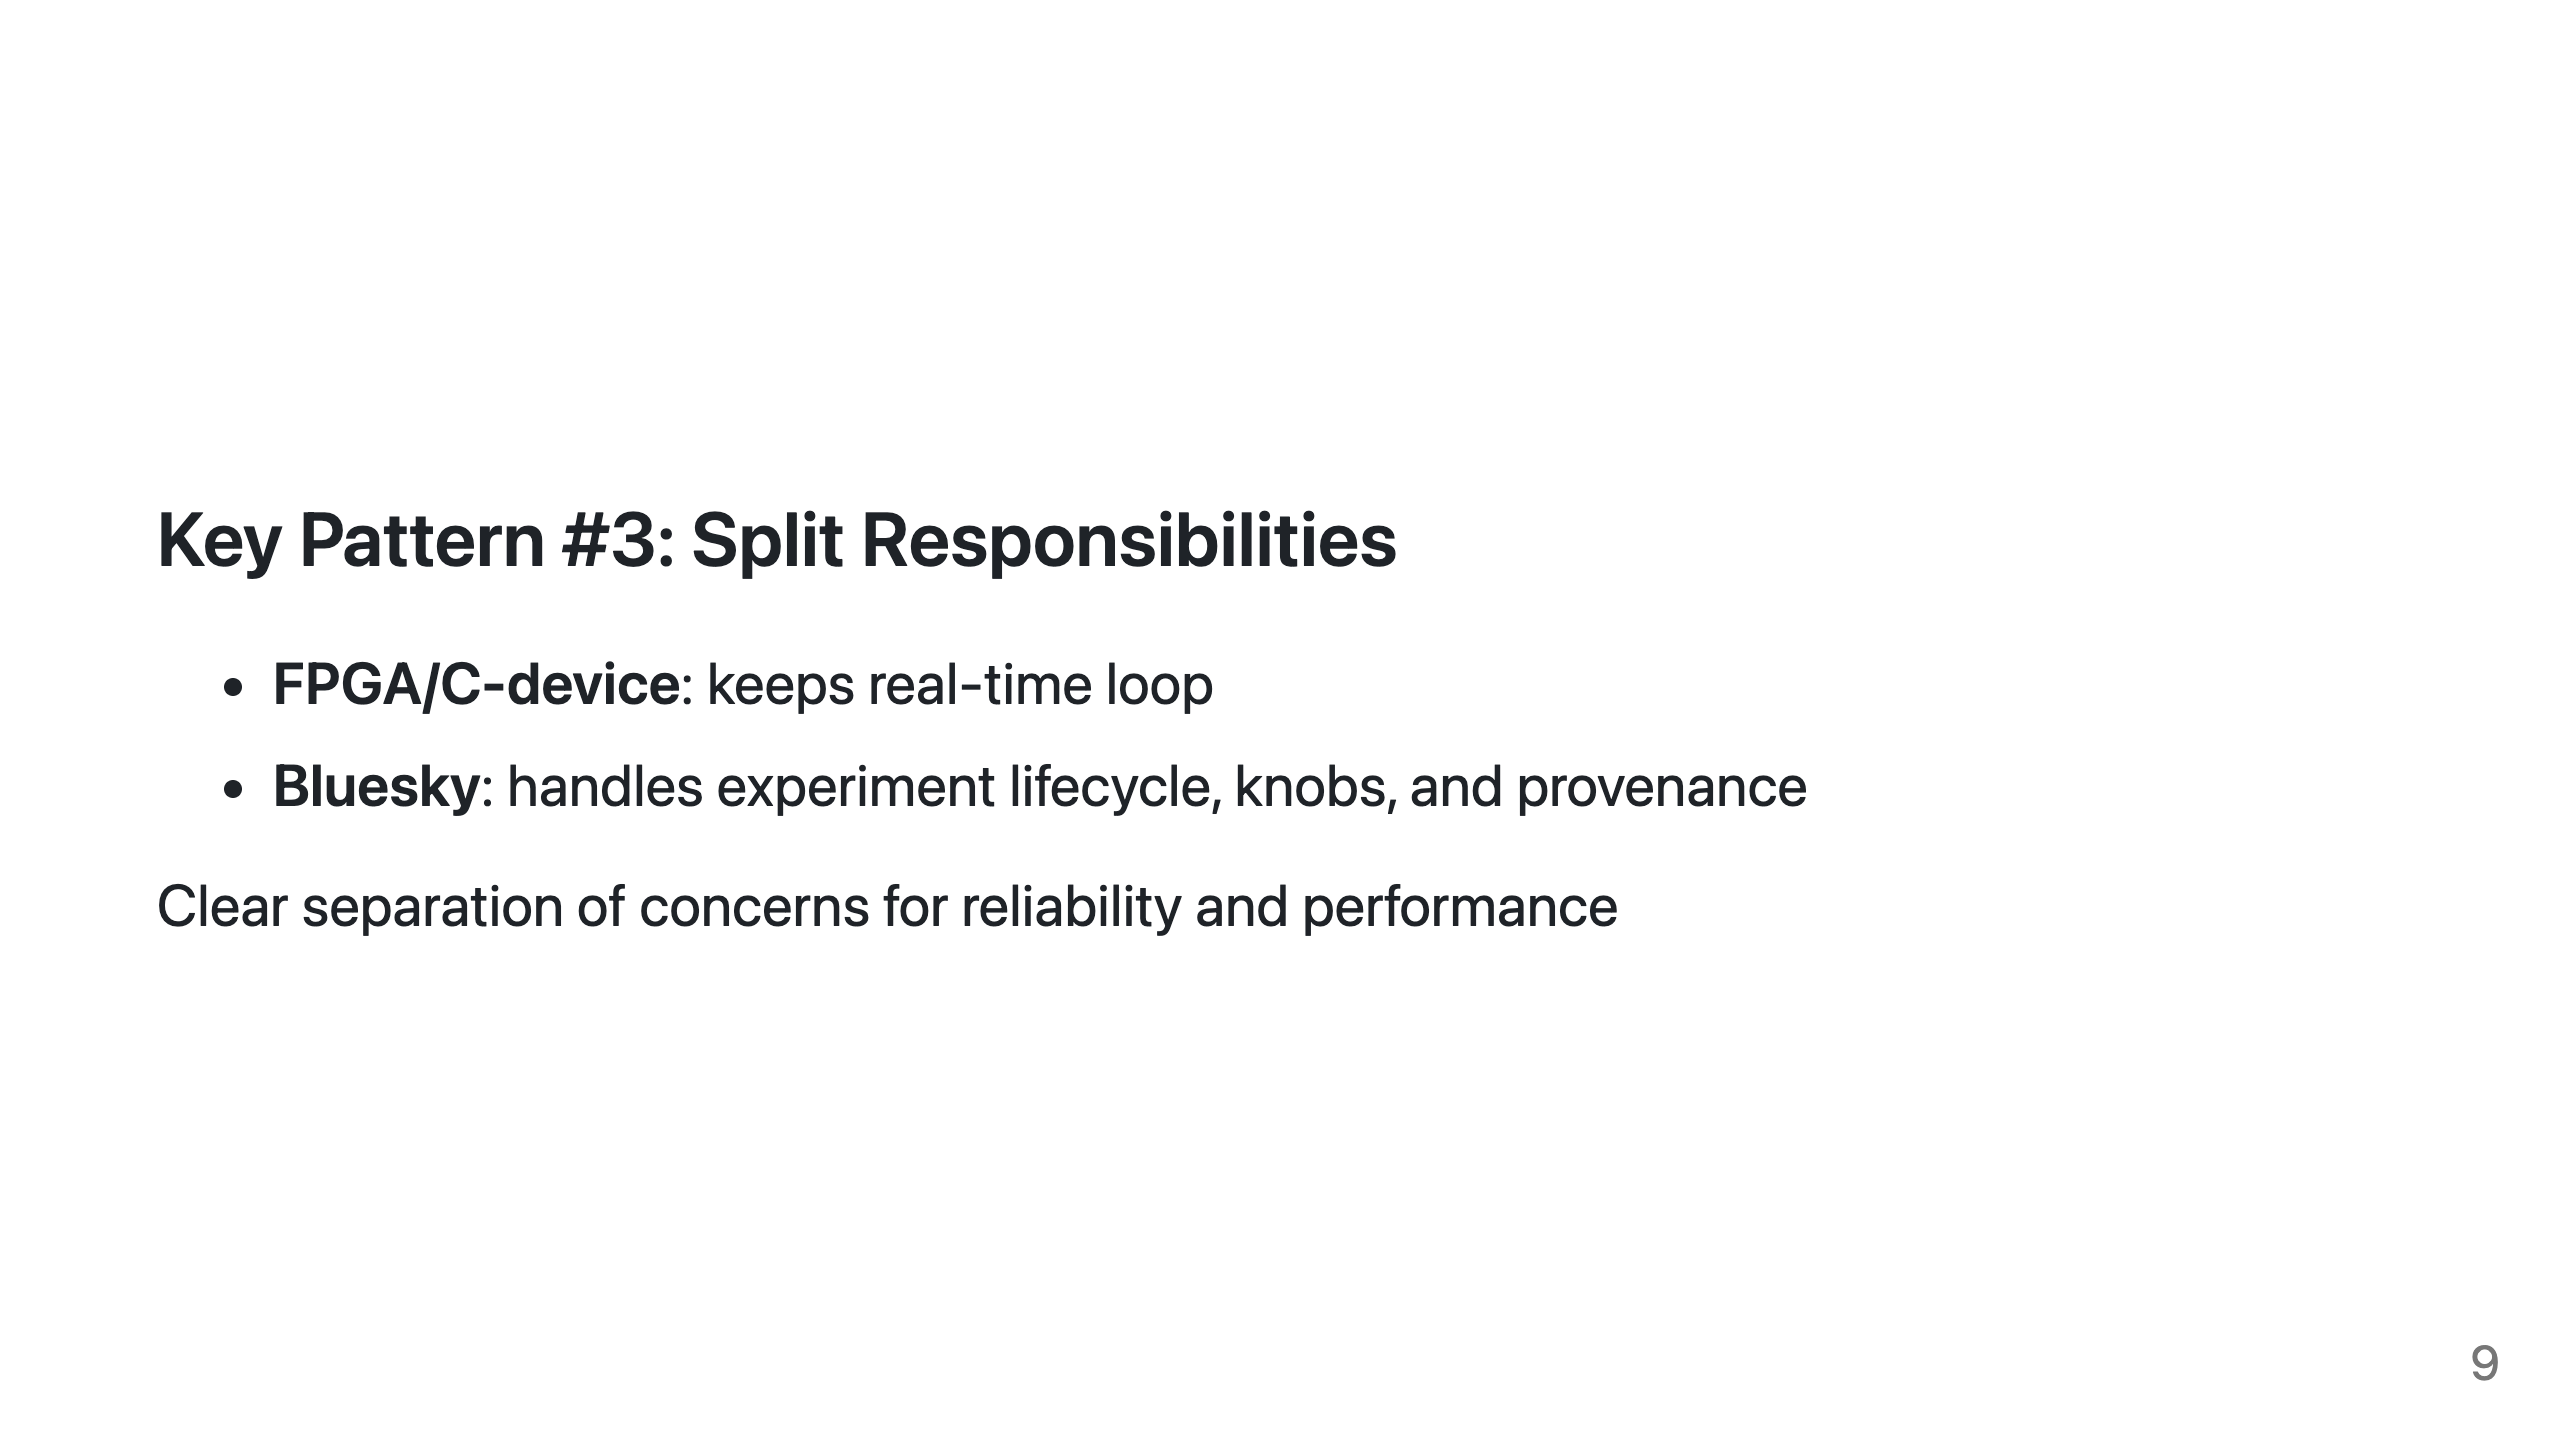 Key Pattern #3: Split Responsibilities
• FPGA/C-device: keeps real-time loop
• Bluesky: handles experiment lifecycle, knobs, and provenance
Clear separation of concerns for reliability and performance
9